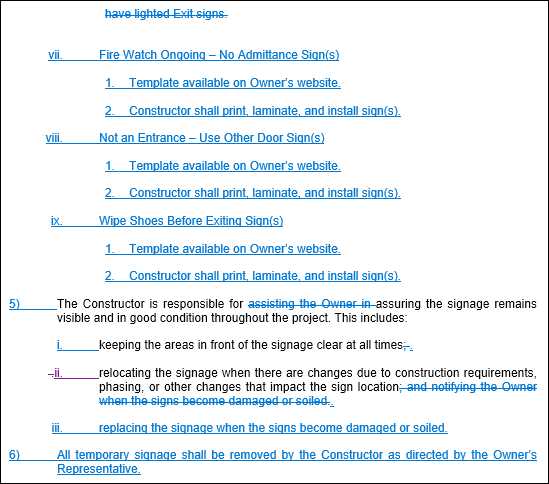 have lighted Exit signs.
vii. Fire Watch Ongoing – No Admittance Sign(s)
1. Template available on Owner's website.
2. Constructor shall print, laminate, and install sign(s).
viii. Not an Entrance – Use Other Door Sign(s)
1. Template available on Owner's website.
2. Constructor shall print, laminate, and install sign(s).
ix. Wipe Shoes Before Exiting Sign(s)
1. Template available on Owner's website.
2. Constructor shall print, laminate, and install sign(s).
5) The Constructor is responsible for assisting the Owner in assuring the signage remains
visible and in good condition throughout the project. This includes:
i. keeping the areas in front of the signage clear at all times; .
.ii. relocating the signage when there are changes due to construction requirements,
phasing, or other changes that impact the sign location; and notifying the Owner
when the signs become damaged or soiled..
iii. replacing the signage when the signs become damaged or soiled.
6) All temporary signage shall be removed by the Constructor as directed by the Owner's
Representative.